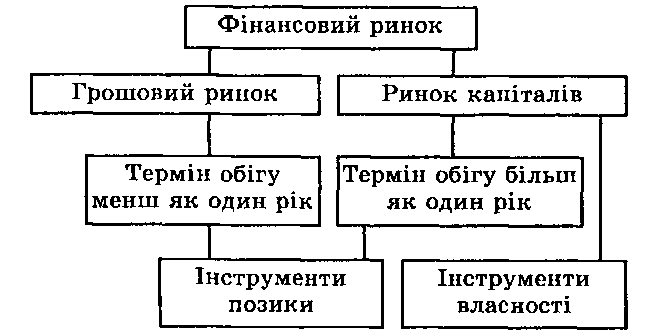 Фінансовий ринок
Грошовий ринок
Ринок капіталів
Термін обігу
менш як один рік
Термін обігу більш
як один рік
Інструменти
позики
Інструменти
власності